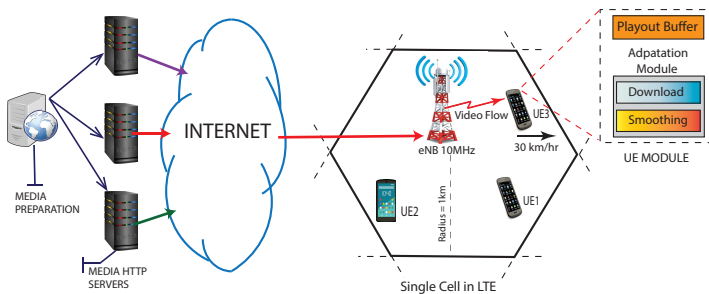 MEDIA
PREPARATION
MEDIA HTTP
SERVERS
INTERNET
eNB 10MHz
Video Flow
UE3
30 km/hr
UE2
UE1
Radius = 1km
Single Cell in LTE
Playout Buffer
Adpatation
Module
Download
Smoothing
UE MODULE